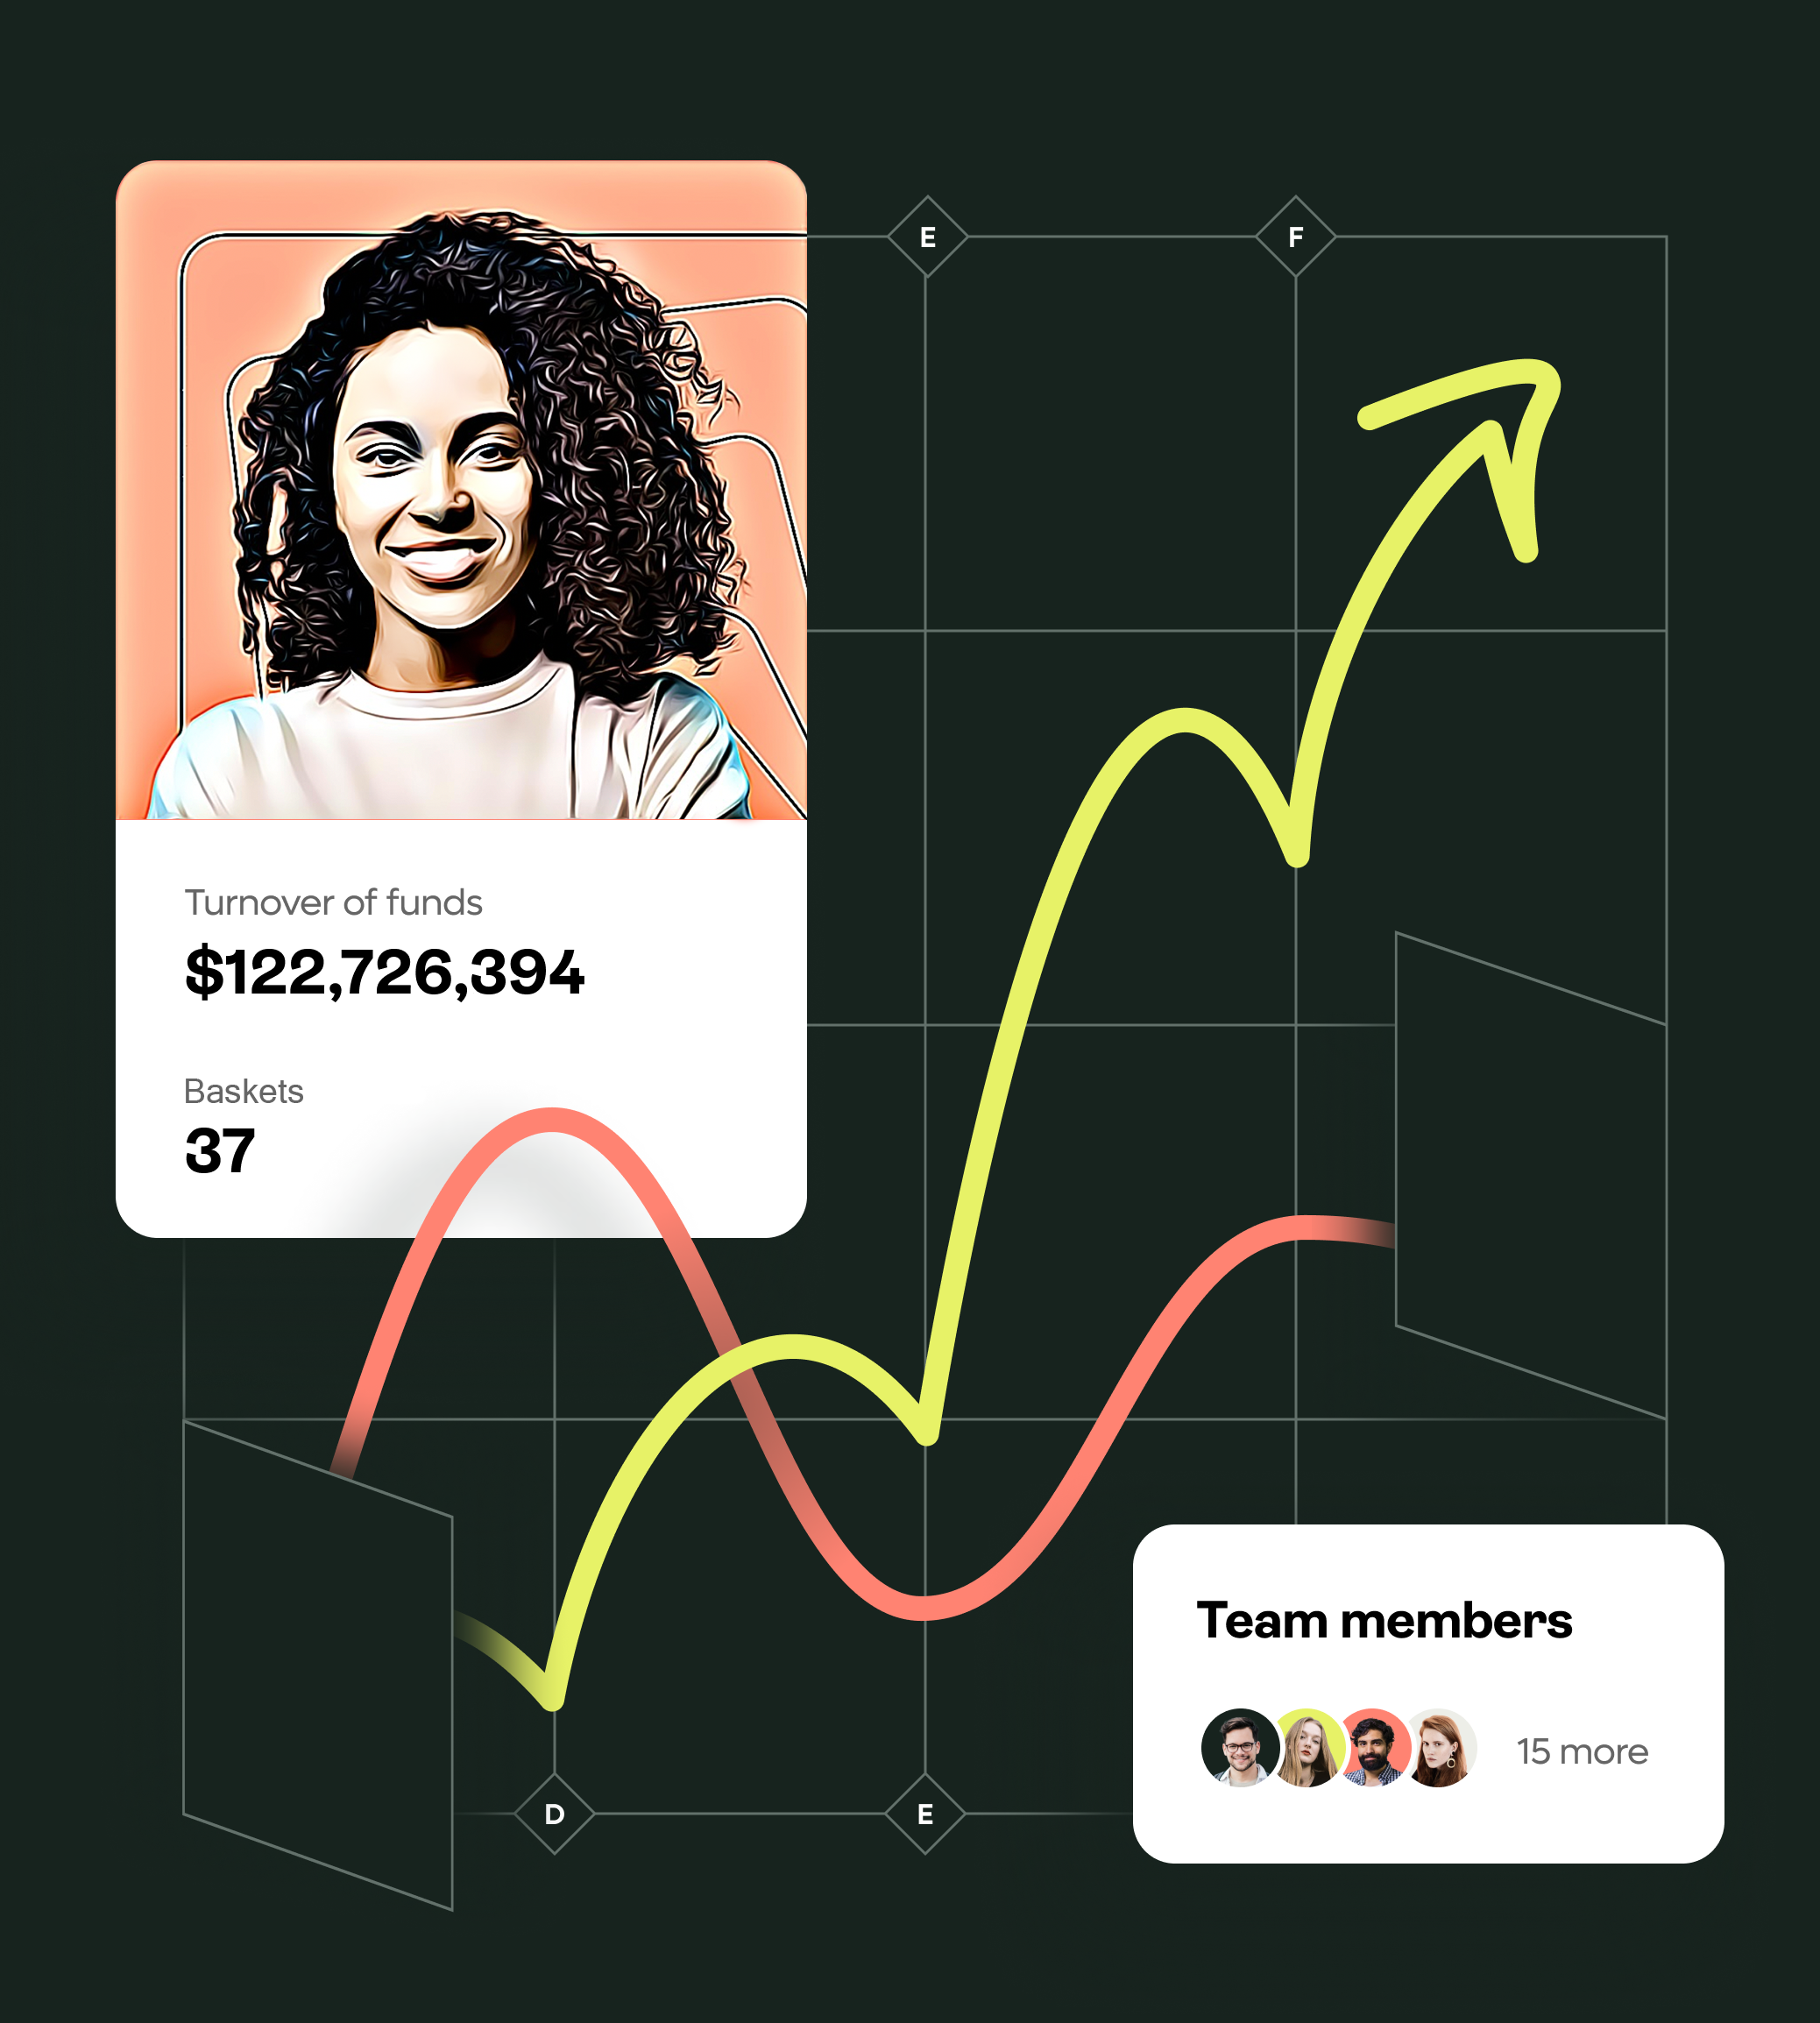 E
F
Turnover of funds
$122,726,394
Baskets
37
Team members
15 more
D
E